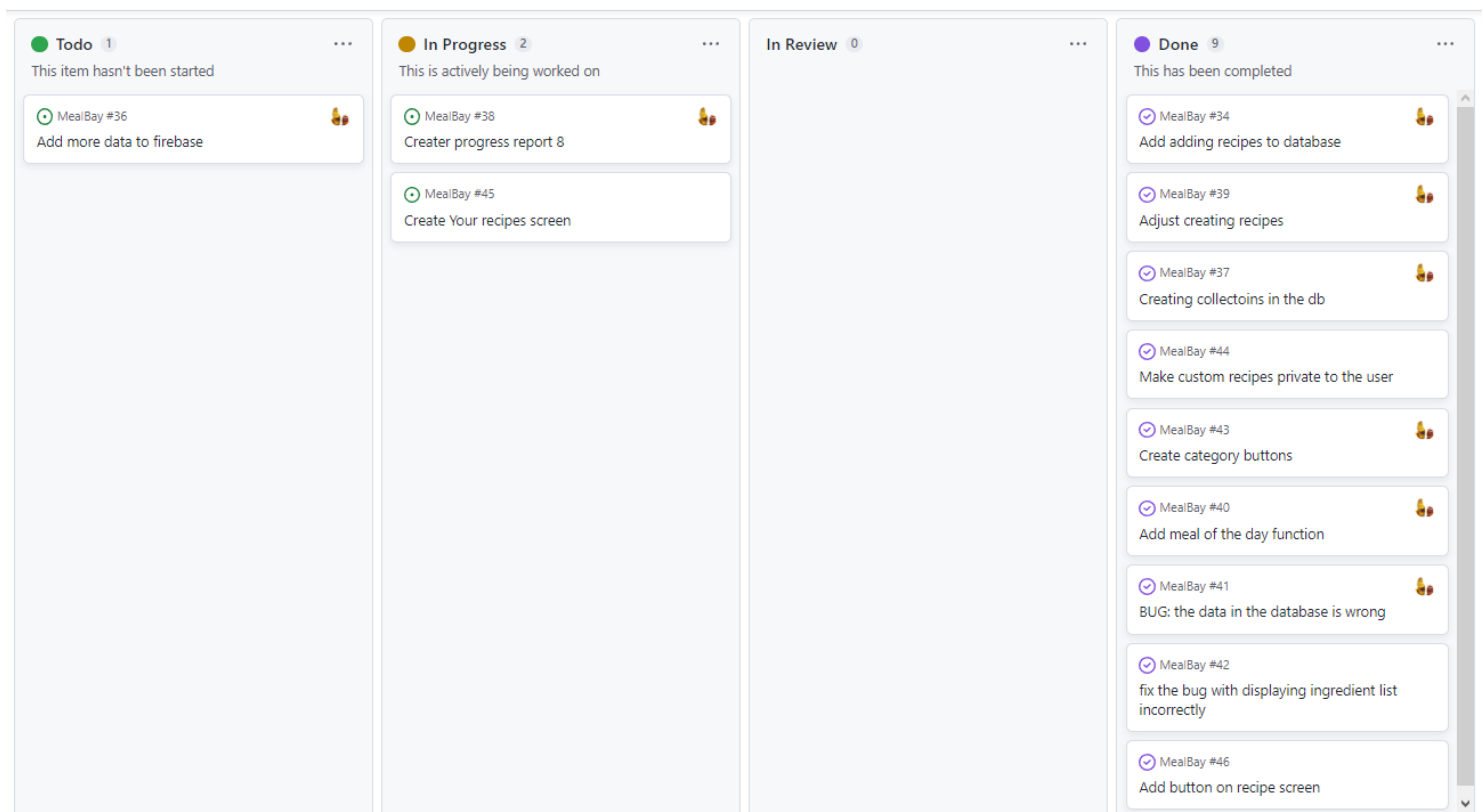 Todo 1
This item hasn't been started
MealBay #36
Add more data to firebase
In Progress 2
This is actively being worked on
MealBay #38
Creater progress report 8
MealBay #45
Create Your recipes screen
In Review 0
Done 9
This has been completed
MealBay #34
Add adding recipes to database
MealBay #39
Adjust creating recipes
MealBay #37
Creating collectoins in the db
MealBay #44
Make custom recipes private to the user
MealBay #43
Create category buttons
MealBay #40
Add meal of the day function
MealBay #41
BUG: the data in the database is wrong
MealBay #42
fix the bug with displaying ingredient list
incorrectly
MealBay #46
Add button on recipe screen